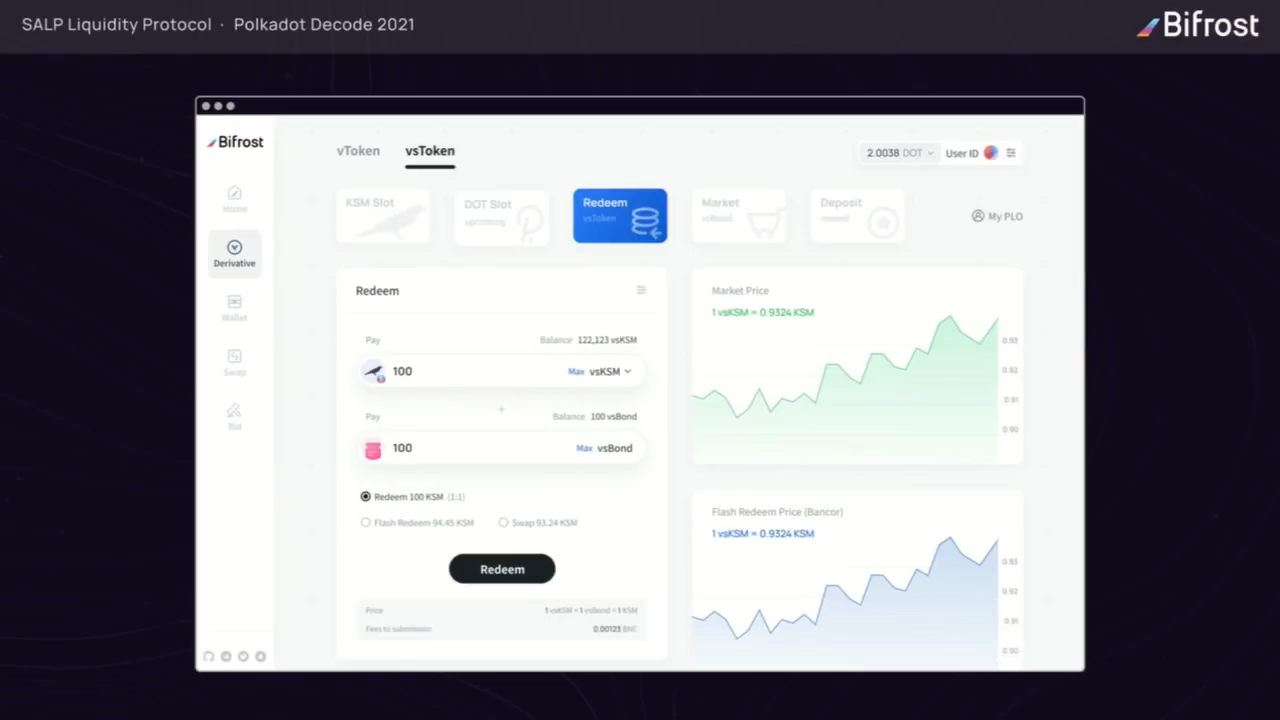 SALP Liquidity Protocol · Polkadot Decode 2021
Bifrost
Bifrost
Home
Derivative
Wallet
Swap
Bid
vToken
vsToken
2.0038 DOT
User ID
KSM Slot
DOT Slot
upcoming
Redeem
vsToken
Market
vsBond
Deposit
My PLO
Redeem
Pay
Balance 122,123 vsKSM
100
Max vsKSM
Pay
Balance 100 vsBond
100
Max vsBond
Redeem 100 KSM (1:1)
Flash Redeem 94.45 KSM
Swap 93.24 KSM
Redeem
Price
1 vsKSM + 1 vsBond = 1 KSM
Fees to submission
0.00123 BNC
Market Price
1 vsKSM = 0.9324 KSM
0.93
0.92
0.91
0.90
Flash Redeem Price (Bancor)
1 vsKSM = 0.9324 KSM
0.93
0.92
0.91
0.90